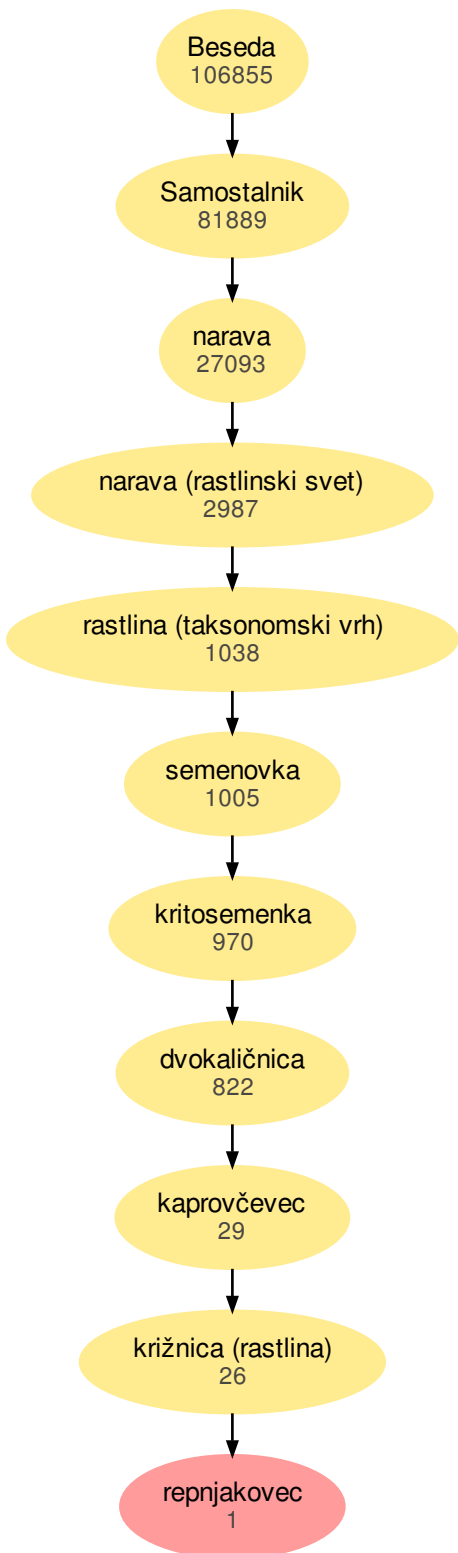 Beseda
106855
Samostalnik
81889
narava
27093
narava (rastlinski svet)
2987
rastlina (taksonomski vrh)
1038
semenovka
1005
kritosemenka
970
dvokaličnica
822
kaprovčevec
29
križnica (rastlina)
26
repnjakovec
1